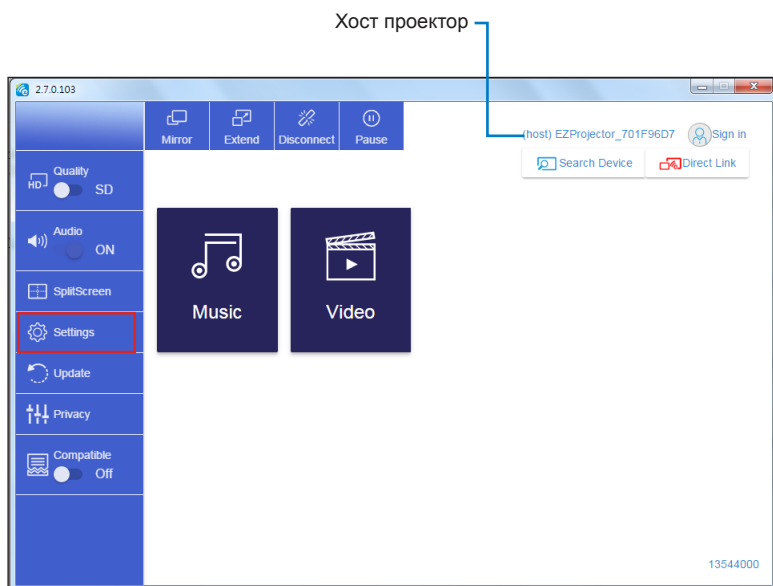 Хост проектор
2.7.0.103
Mirror
Extend
Disconnect
Pause
(host) EZProjector_701F96D7
Sign in
Search Device
Direct Link
HD
Quality
SD
Audio
ON
SplitScreen
Settings
Update
Privacy
Compatible
Off
Music
Video
13544000